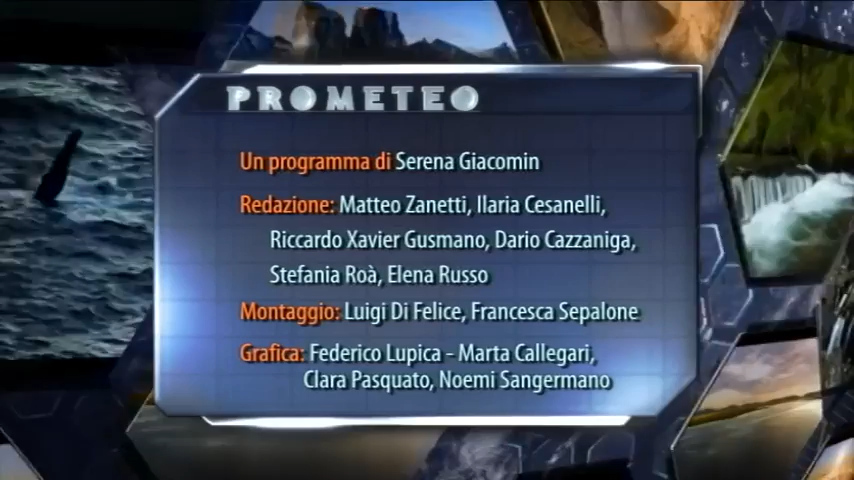 PROMETEO
Un programma di Serena Giacomin
Redazione: Matteo Zanetti, Ilaria Cesanelli,
Riccardo Xavier Gusmano, Dario Cazzaniga,
Stefania Roà, Elena Russo
Montaggio: Luigi Di Felice, Francesca Sepalone
Grafica: Federico Lupica - Marta Callegari,
Clara Pasquato, Noemi Sangermano